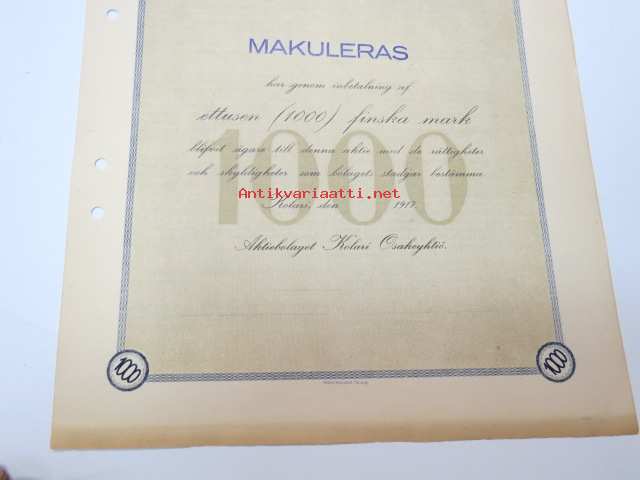 MAKULERAS
har genom inbetalning af
ettusen (1000) finska mark
blifvit ägare till denna aktie med de rättigheter
och skyldigheter som bolagets stadgar bestämma.
1000
Antikvariaatti.net
Kolari, den 1917.
Aktiebolaget Kolari Osakeyhtiö.
1000
1000